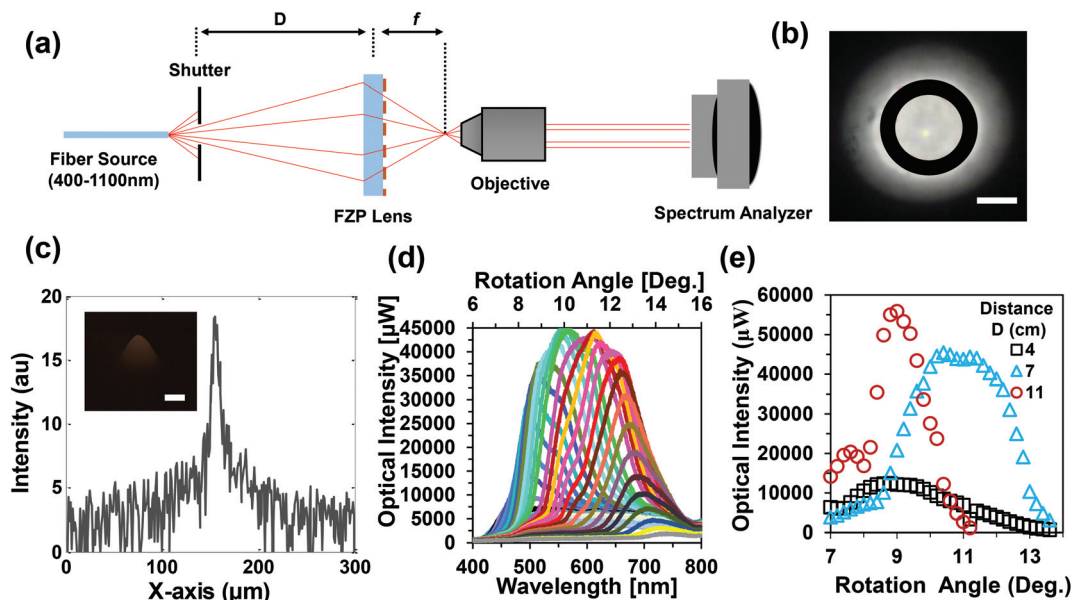 (a)
D
f
Shutter
Fiber Source
(400-1100nm)
FZP Lens
Objective
Spectrum Analyzer
(b)
(c)
20
15
10
5
0
Intensity (au)
0
100
200
300
X-axis (µm)
(d)
Rotation Angle [Deg.]
6 8 10 12 14 16
Optical Intensity [µW]
45000
40000
35000
30000
25000
20000
15000
10000
5000
0
400 500 600 700 800
Wavelength [nm]
(e)
Optical Intensity (µW)
60000
50000
40000
30000
20000
10000
0
Distance
D (cm)
4
7
11
7 9 11 13
Rotation Angle (Deg.)